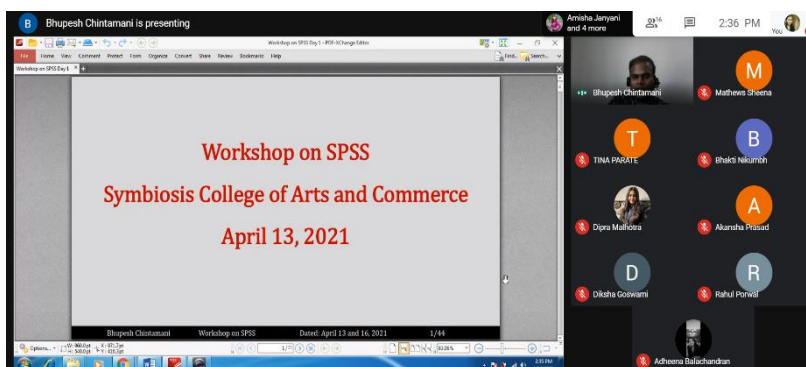 B Bhupesh Chintamani is presenting
Amisha Janyani
and 4 more
16
2:36 PM
You
Workshop on SPSS Day 1 - PDF-XChange Editor
File Home View Comment Protect Form Organize Convert Share Review Bookmarks Help
Find... Search...
Workshop on SPSS Day 1
Workshop on SPSS
Symbiosis College of Arts and Commerce
April 13, 2021
Bhupesh Chintamani Workshop on SPSS Dated: April 13 and 16, 2021 1/44
Options...
2:35 PM
Bhupesh Chintamani
M
Mathews Sheena
T
TINA PARATE
B
Bhakti Nikumbh
Dipra Malhotra
A
Akansha Prasad
D
Diksha Goswami
R
Rahul Porwal
Adheena Balachandran